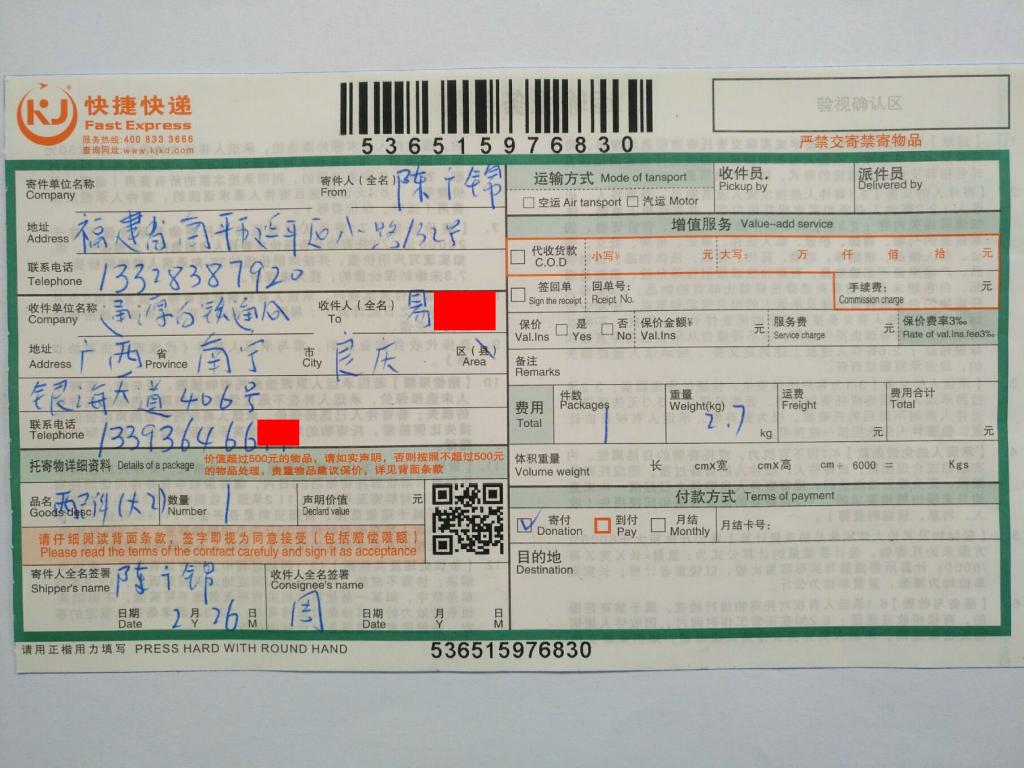 快捷快递
Fast Express
服务热线:400 833 3666
查询网址:www.kjkd.com
536515976830
验视确认区
严禁交寄禁寄物品
寄件单位名称 Company
寄件人(全名) From 陈 锦
地址 Address 福建省南平延平区小路132号
联系电话 Telephone 13328387920
收件单位名称 Company
收件人(全名) To 易
地址 Address 广西 省 Province 南宁 市 City 良庆 区(县) Area
银海大道406号
联系电话 Telephone 133936466
托寄物详细资料 Details of a package
价值超过500元的物品,请如实声明,否则按照不超过500元
的物品处理,贵重物品建议保价,详见背面条款
品名 Goods desc 配件
数量 Number 1
声明价值 Declard value 元
请仔细阅读背面条款,签字即视为同意接受(包括赔偿限额)
Please read the terms of the contract carefully and sign it as acceptance
寄件人全名签署 Shipper's name 陈 锦
日期 Date 2 月 Y 26 日 M
收件人全名签署 Consignee's name
日期 Date 月 Y 日 M
运输方式 Mode of tansport
空运 Air tansport 汽运 Motor
收件员 Pickup by
派件员 Delivered by
增值服务 Value-add service
代收货款 C.O.D 小写¥ 元 大写: 万 仟 佰 拾 元
签回单 Sign the receipt 回单号: Rceipt No.
手续费: Commission charge 元
保价 Val.Ins 是 Yes 否 No 保价金额¥ Val.Ins 元 服务费 Service charge 元 保价费率3‰ Rate of val.Ins.fee3‰
备注 Remarks
费用 Total
件数 Packages 1
重量 Weight(kg) 2.7 kg
运费 Freight 元
费用合计 Total 元
体积重量 Volume weight 长 cm×宽 cm×高 cm÷ 6000 = Kgs
付款方式 Terms of payment
寄付 Donation 到付 Pay 月结 Monthly 月结卡号:
目的地 Destination
请用正楷用力填写 PRESS HARD WITH ROUND HAND
536515976830